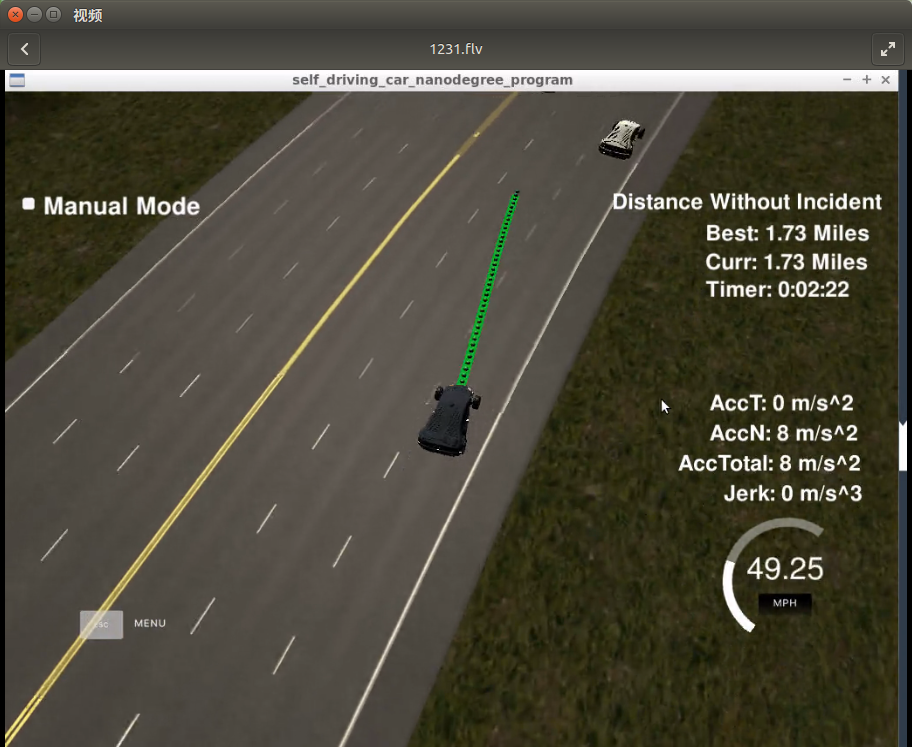 视频
1231.flv
self_driving_car_nanodegree_program
Manual Mode
Distance Without Incident
Best: 1.73 Miles
Curr: 1.73 Miles
Timer: 0:02:22
AccT: 0 m/s^2
AccN: 8 m/s^2
AccTotal: 8 m/s^2
Jerk: 0 m/s^3
49.25
MPH
ESC MENU